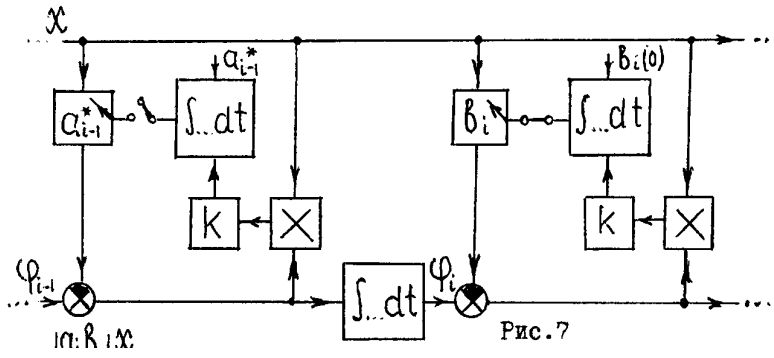 x
a*i-1
bi(0)
a*i-1
∫...dt
bi
∫...dt
k
×
k
×
φi-1
∫...dt
φi
Рис.7